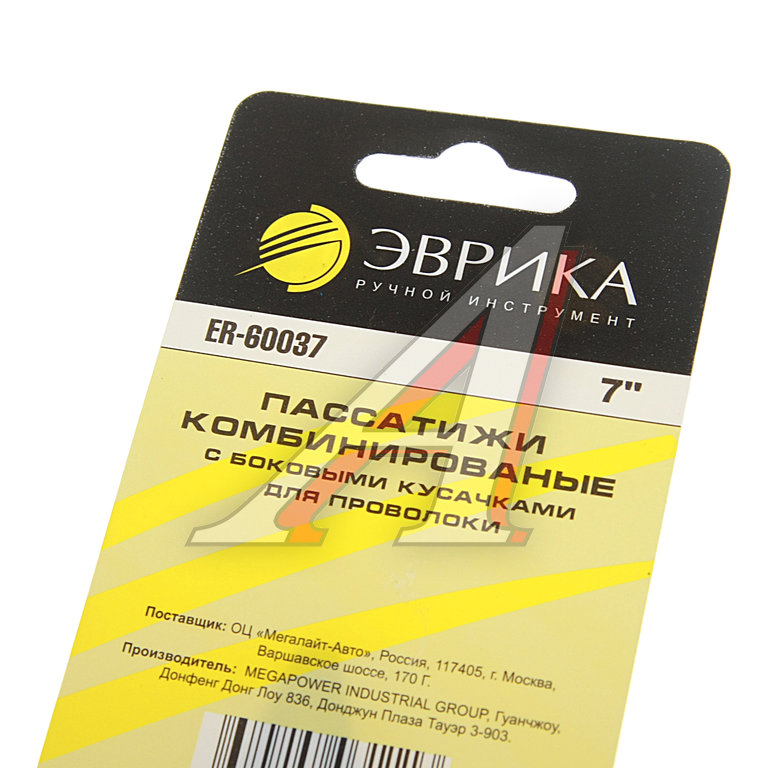 ЭВРИКА
РУЧНОЙ ИНСТРУМЕНТ
ER-60037
7"
ПАССАТИЖИ
КОМБИНИРОВАНЫЕ
С БОКОВЫМИ КУСАЧКАМИ
ДЛЯ ПРОВОЛОКИ
Поставщик: ОЦ «Мегалайт-Авто», Россия, 117405, г. Москва,
Варшавское шоссе, 170 Г.
Производитель: MEGAPOWER INDUSTRIAL GROUP, Гуанчжоу,
Донфенг Донг Лоу 836, Донджун Плаза Тауэр 3-903.